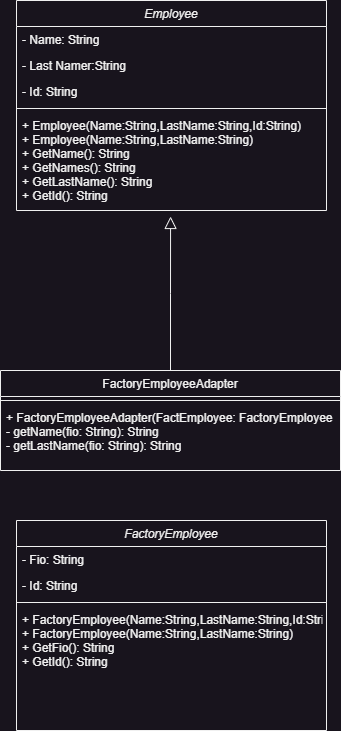 Employee
- Name: String
- Last Namer:String
- Id: String
+ Employee(Name:String,LastName:String,Id:String)
+ Employee(Name:String,LastName:String)
+ GetName(): String
+ GetNames(): String
+ GetLastName(): String
+ GetId(): String
FactoryEmployeeAdapter
+ FactoryEmployeeAdapter(FactEmployee: FactoryEmployee
- getName(fio: String): String
- getLastName(fio: String): String
FactoryEmployee
- Fio: String
- Id: String
+ FactoryEmployee(Name:String,LastName:String,Id:Stri
+ FactoryEmployee(Name:String,LastName:String)
+ GetFio(): String
+ GetId(): String